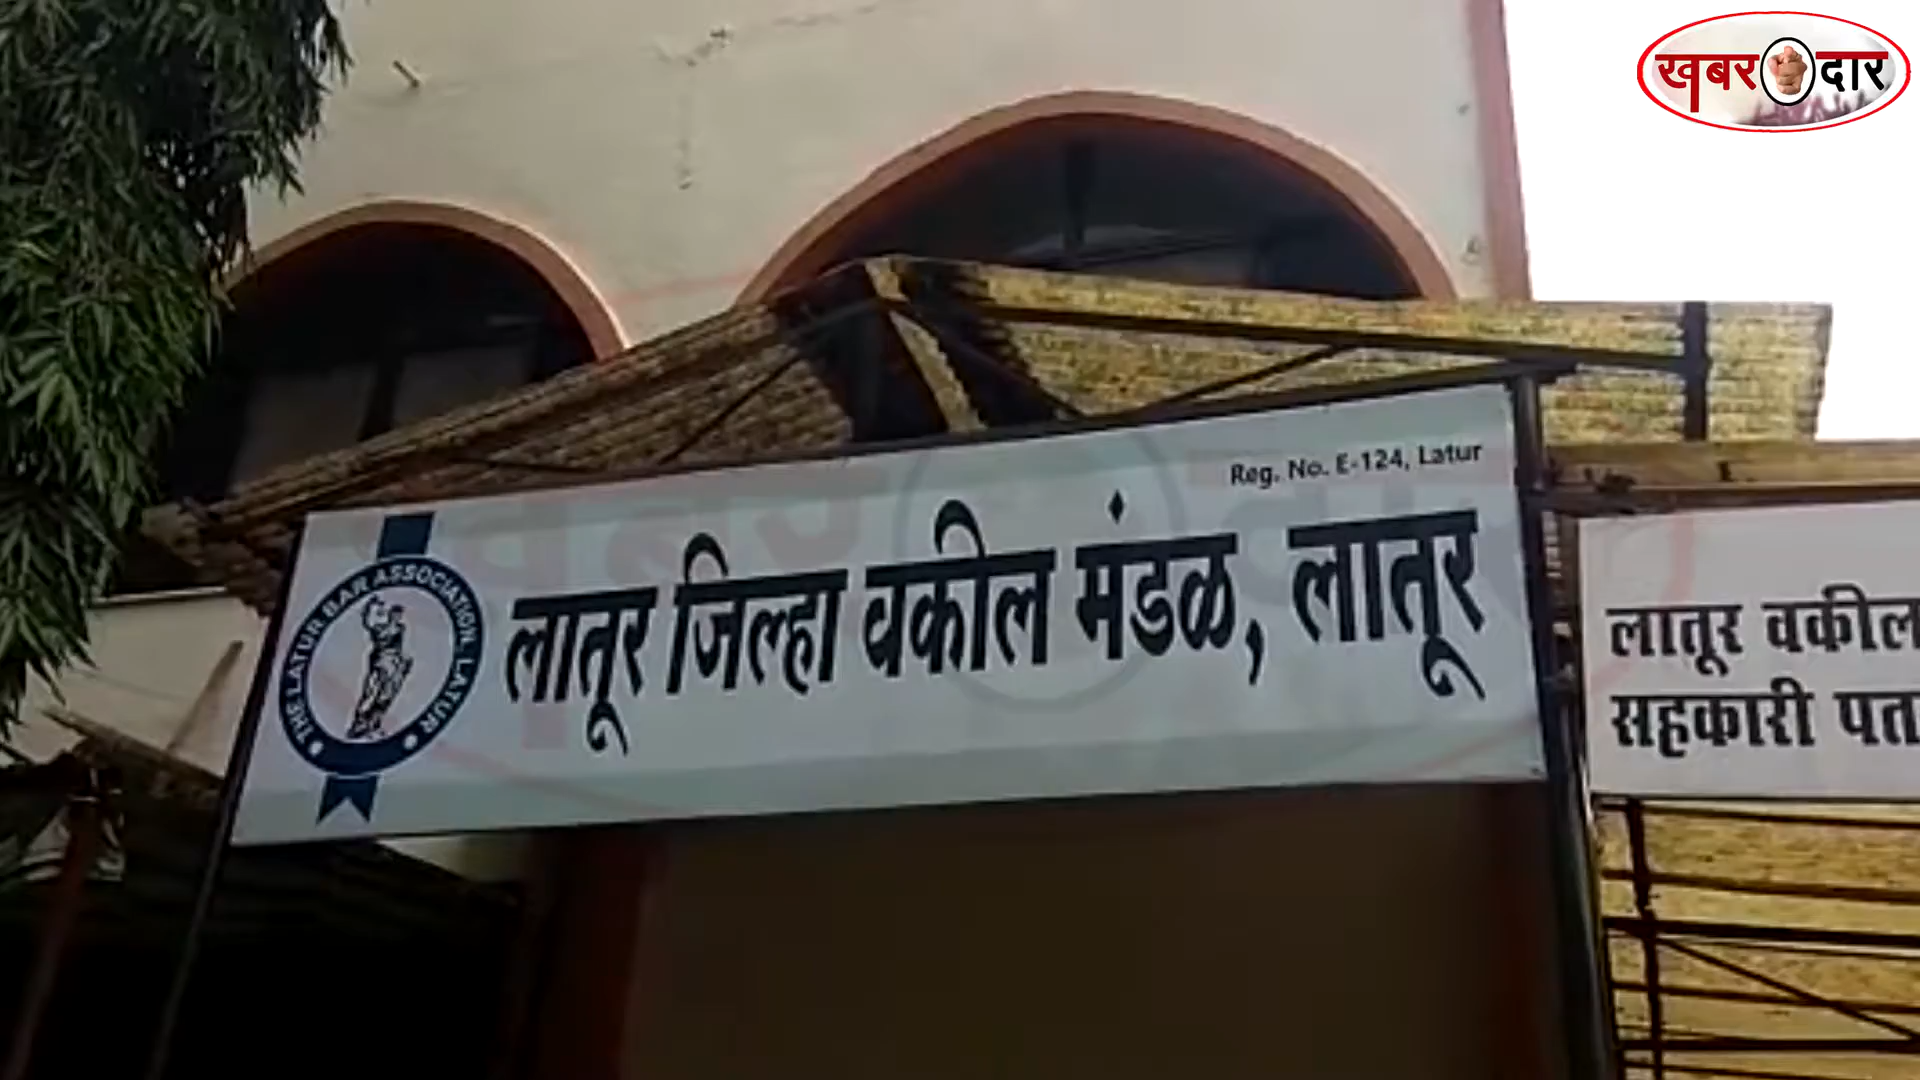 खबरदार
Reg. No. E-124, Latur
THE LATUR BAR ASSOCIATION, LATUR
लातूर जिल्हा वकील मंडळ, लातूर
लातूर वकील
सहकारी पत